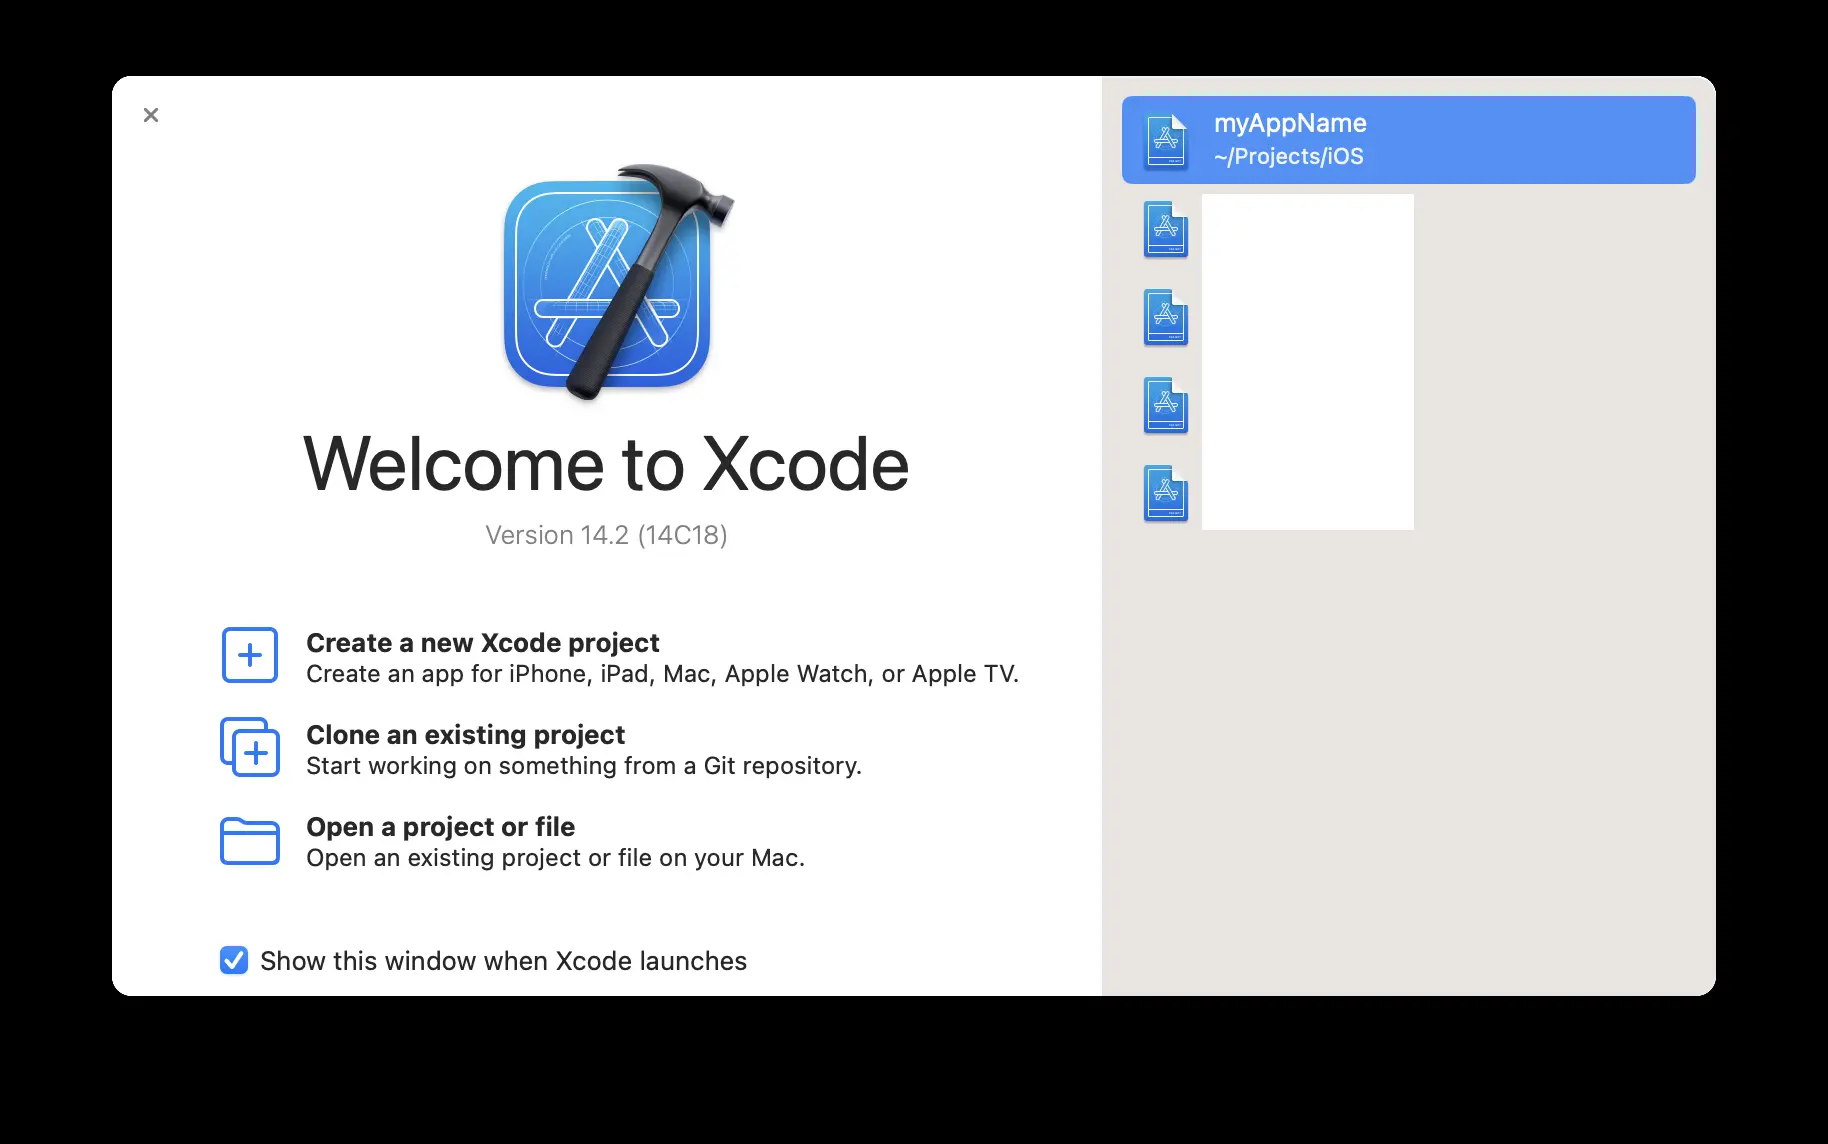 Welcome to Xcode
Version 14.2 (14C18)
Create a new Xcode project
Create an app for iPhone, iPad, Mac, Apple Watch, or Apple TV.
Clone an existing project
Start working on something from a Git repository.
Open a project or file
Open an existing project or file on your Mac.
Show this window when Xcode launches
myAppName
~/Projects/iOS